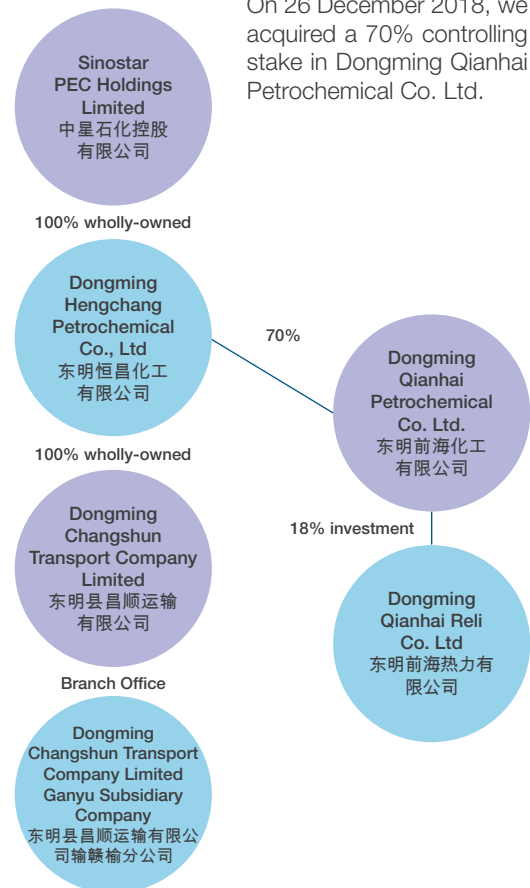 On 26 December 2018, we
acquired a 70% controlling
stake in Dongming Qianhai
Petrochemical Co. Ltd.
Sinostar
PEC Holdings
Limited
中星石化控股
有限公司
100% wholly-owned
Dongming
Hengchang
Petrochemical
Co., Ltd
东明恒昌化工
有限公司
70%
Dongming
Qianhai
Petrochemical
Co. Ltd.
东明前海化工
有限公司
100% wholly-owned
Dongming
Changshun
Transport Company
Limited
东明县昌顺运输
有限公司
18% investment
Dongming
Qianhai Reli
Co. Ltd
东明前海热力有
限公司
Branch Office
Dongming
Changshun Transport
Company Limited
Ganyu Subsidiary
Company
东明县昌顺运输有限公
司输赣榆分公司